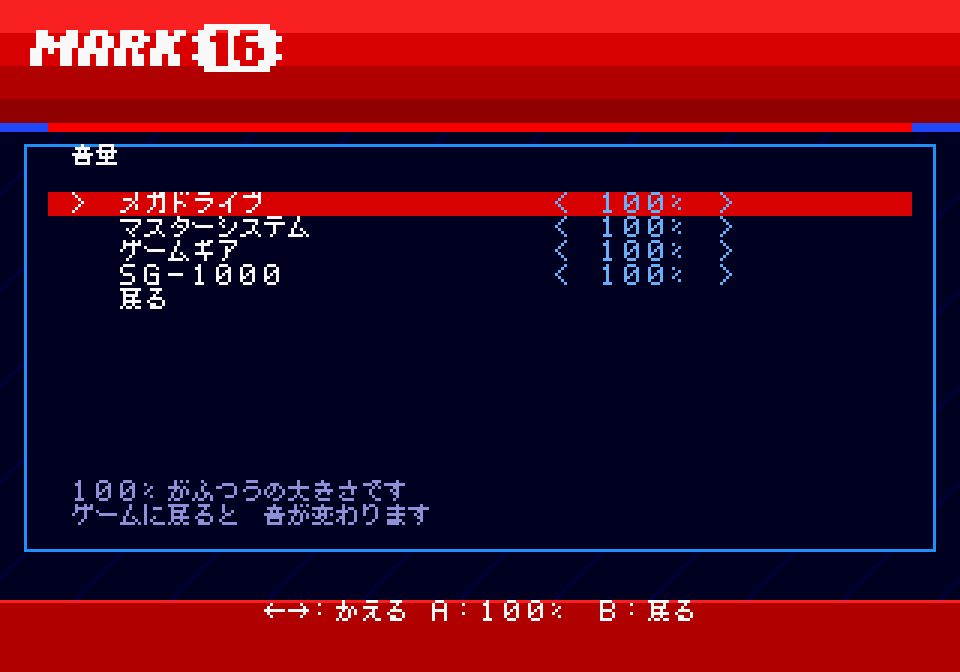 MARK 16
音量
> メガドライブ < 100% >
マスターシステム < 100% >
ゲームギア < 100% >
SG-1000 < 100% >
戻る
100%がふつうの大きさです
ゲームに戻ると 音が変わります
←→:かえる A:100% B:戻る